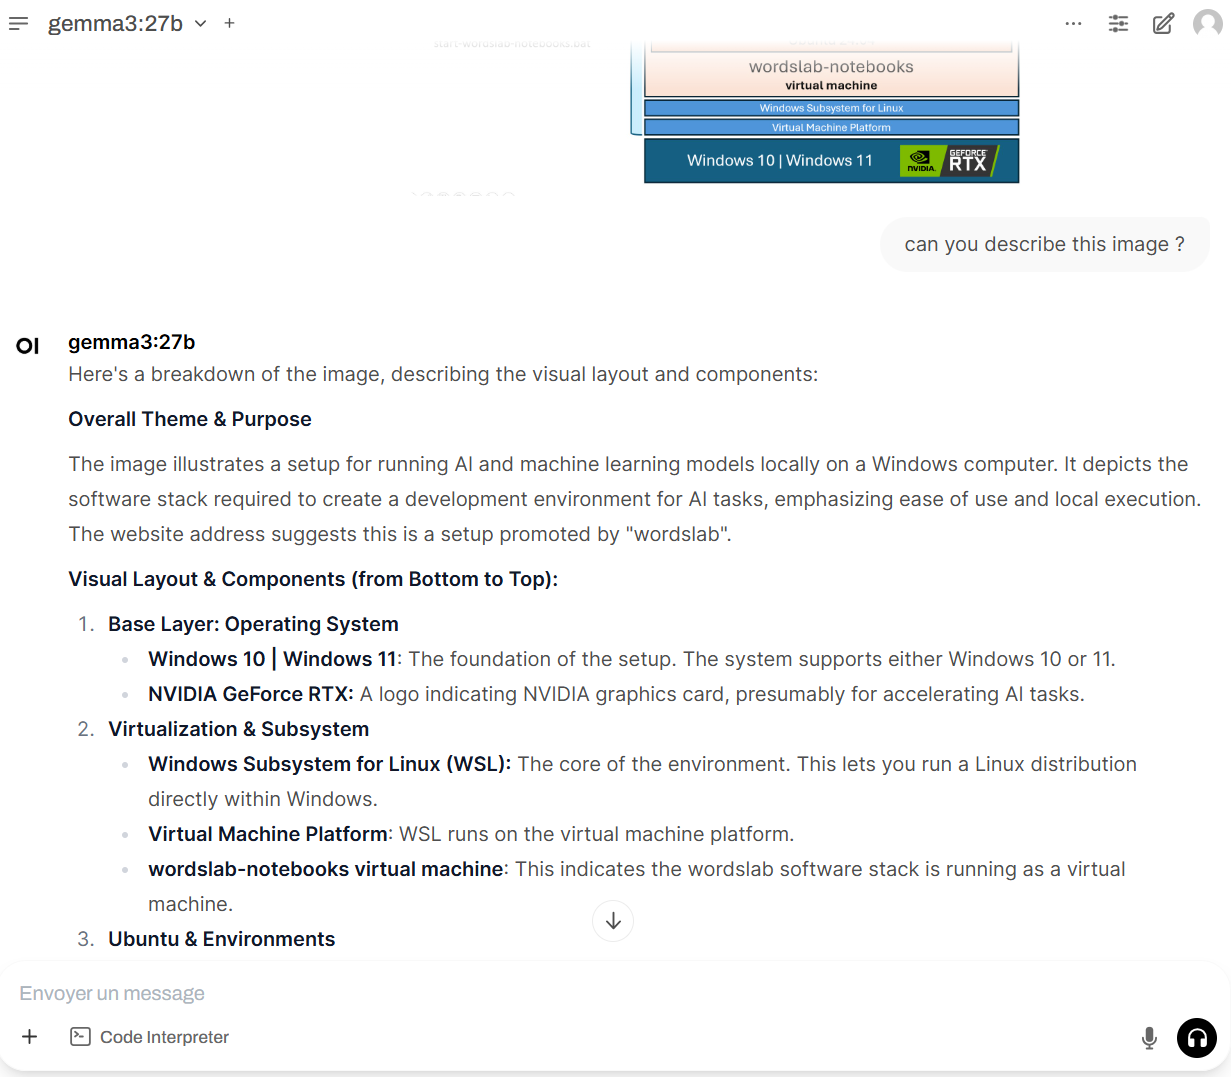 gemma3:27b
start-wordslab-notebooks.bat
wordslab-notebooks
virtual machine
Windows Subsystem for Linux
Virtual Machine Platform
Windows 10 | Windows 11
NVIDIA.
GEFORCE
RTX
can you describe this image ?
OI
gemma3:27b
Here's a breakdown of the image, describing the visual layout and components:
Overall Theme & Purpose
The image illustrates a setup for running AI and machine learning models locally on a Windows computer. It depicts the
software stack required to create a development environment for AI tasks, emphasizing ease of use and local execution.
The website address suggests this is a setup promoted by "wordslab".
Visual Layout & Components (from Bottom to Top):
1. Base Layer: Operating System
Windows 10 | Windows 11: The foundation of the setup. The system supports either Windows 10 or 11.
NVIDIA GeForce RTX: A logo indicating NVIDIA graphics card, presumably for accelerating AI tasks.
2. Virtualization & Subsystem
Windows Subsystem for Linux (WSL): The core of the environment. This lets you run a Linux distribution
directly within Windows.
Virtual Machine Platform: WSL runs on the virtual machine platform.
wordslab-notebooks virtual machine: This indicates the wordslab software stack is running as a virtual
machine.
3. Ubuntu & Environments
Envoyer un message
Code Interpreter